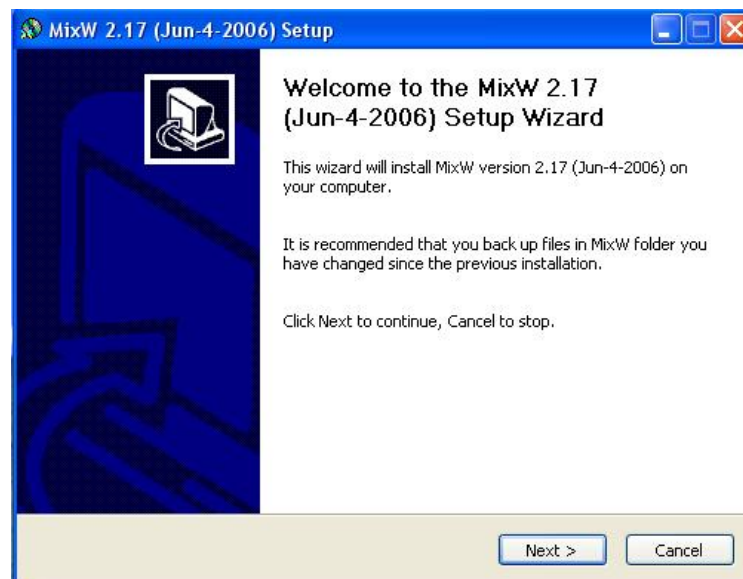 MixW 2.17 (Jun-4-2006) Setup
Welcome to the MixW 2.17
(Jun-4-2006) Setup Wizard
This wizard will install MixW version 2.17 (Jun-4-2006) on
your computer.
It is recommended that you back up files in MixW folder you
have changed since the previous installation.
Click Next to continue, Cancel to stop.
Next >
Cancel